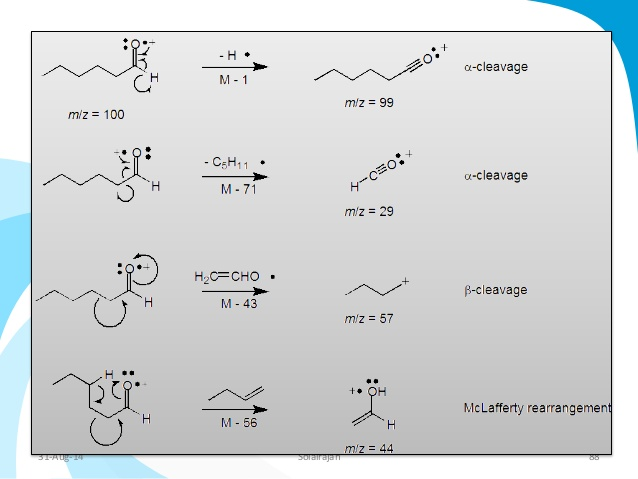 O •+
- H •
H
M - 1
O +
α-cleavage
m/z = 100
m/z = 99
+• O
- C5H11 •
H
M - 71
H C O +
α-cleavage
m/z = 29
O •+
H
H2C=CHO •
M - 43
+
β-cleavage
m/z = 57
H O •+
H
M - 56
+• OH
H
McLafferty rearrangement
m/z = 44
31-Aug-14 Sofairajan 88